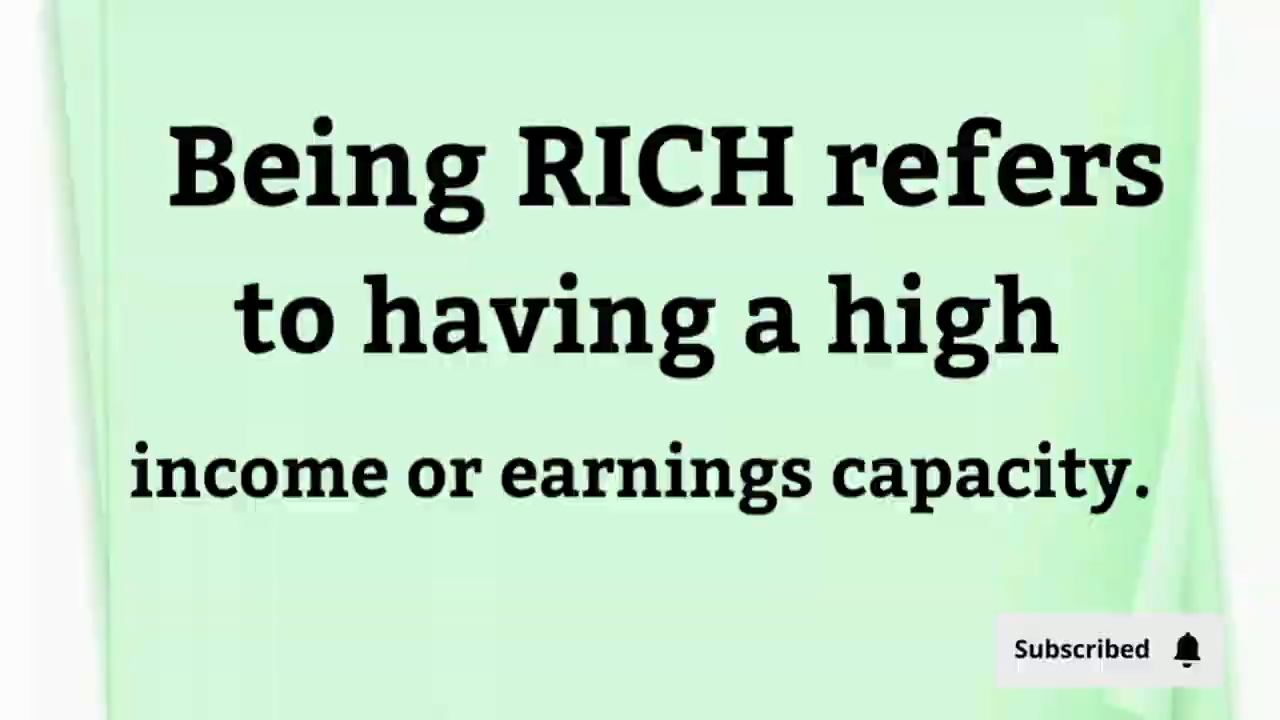 Being RICH refers
to having a high
income or earnings capacity.
Subscribed